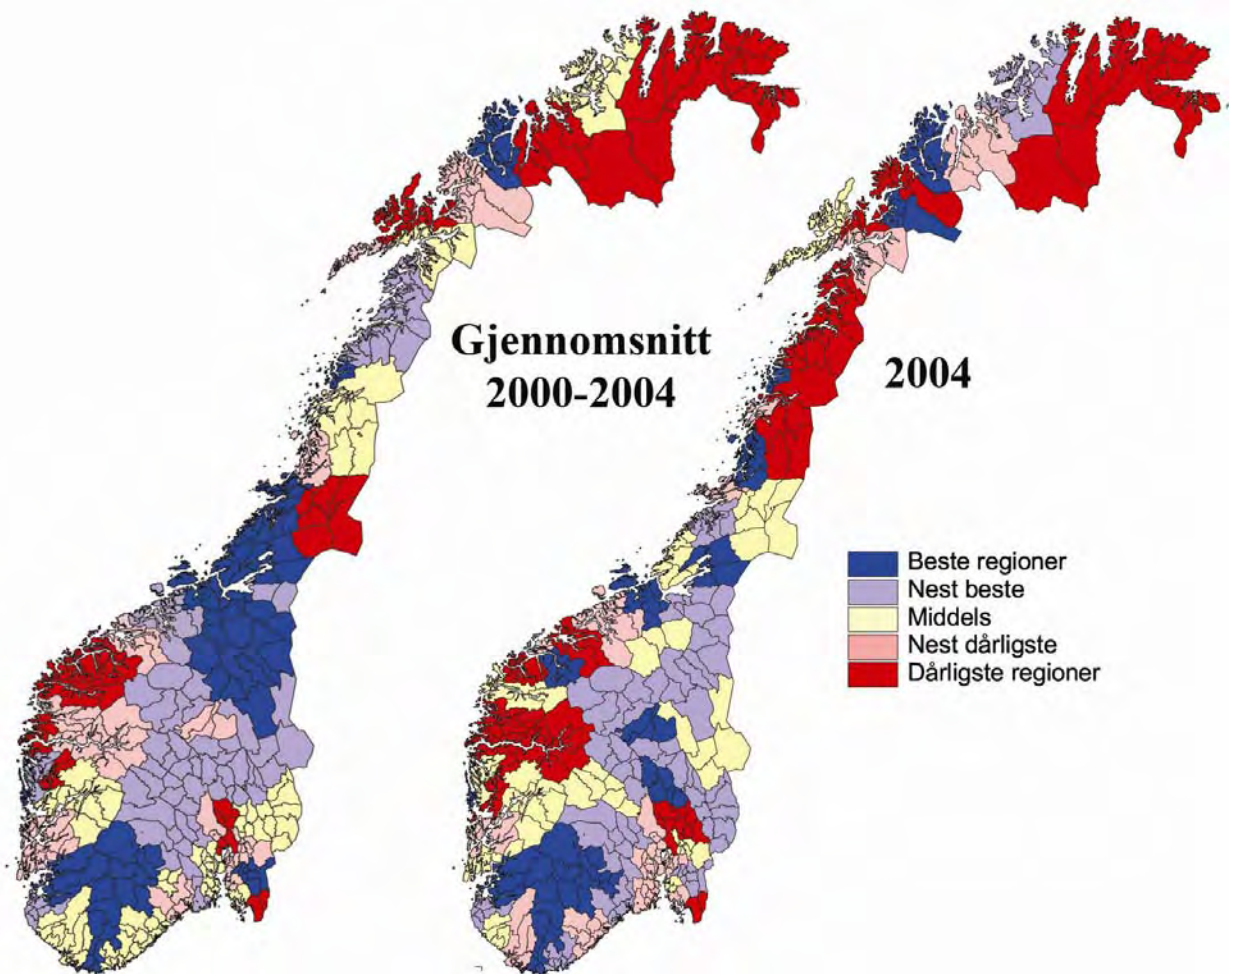 Gjennomsnitt
2000-2004
2004
Beste regioner
Nest beste
Middels
Nest dårligste
Dårligste regioner